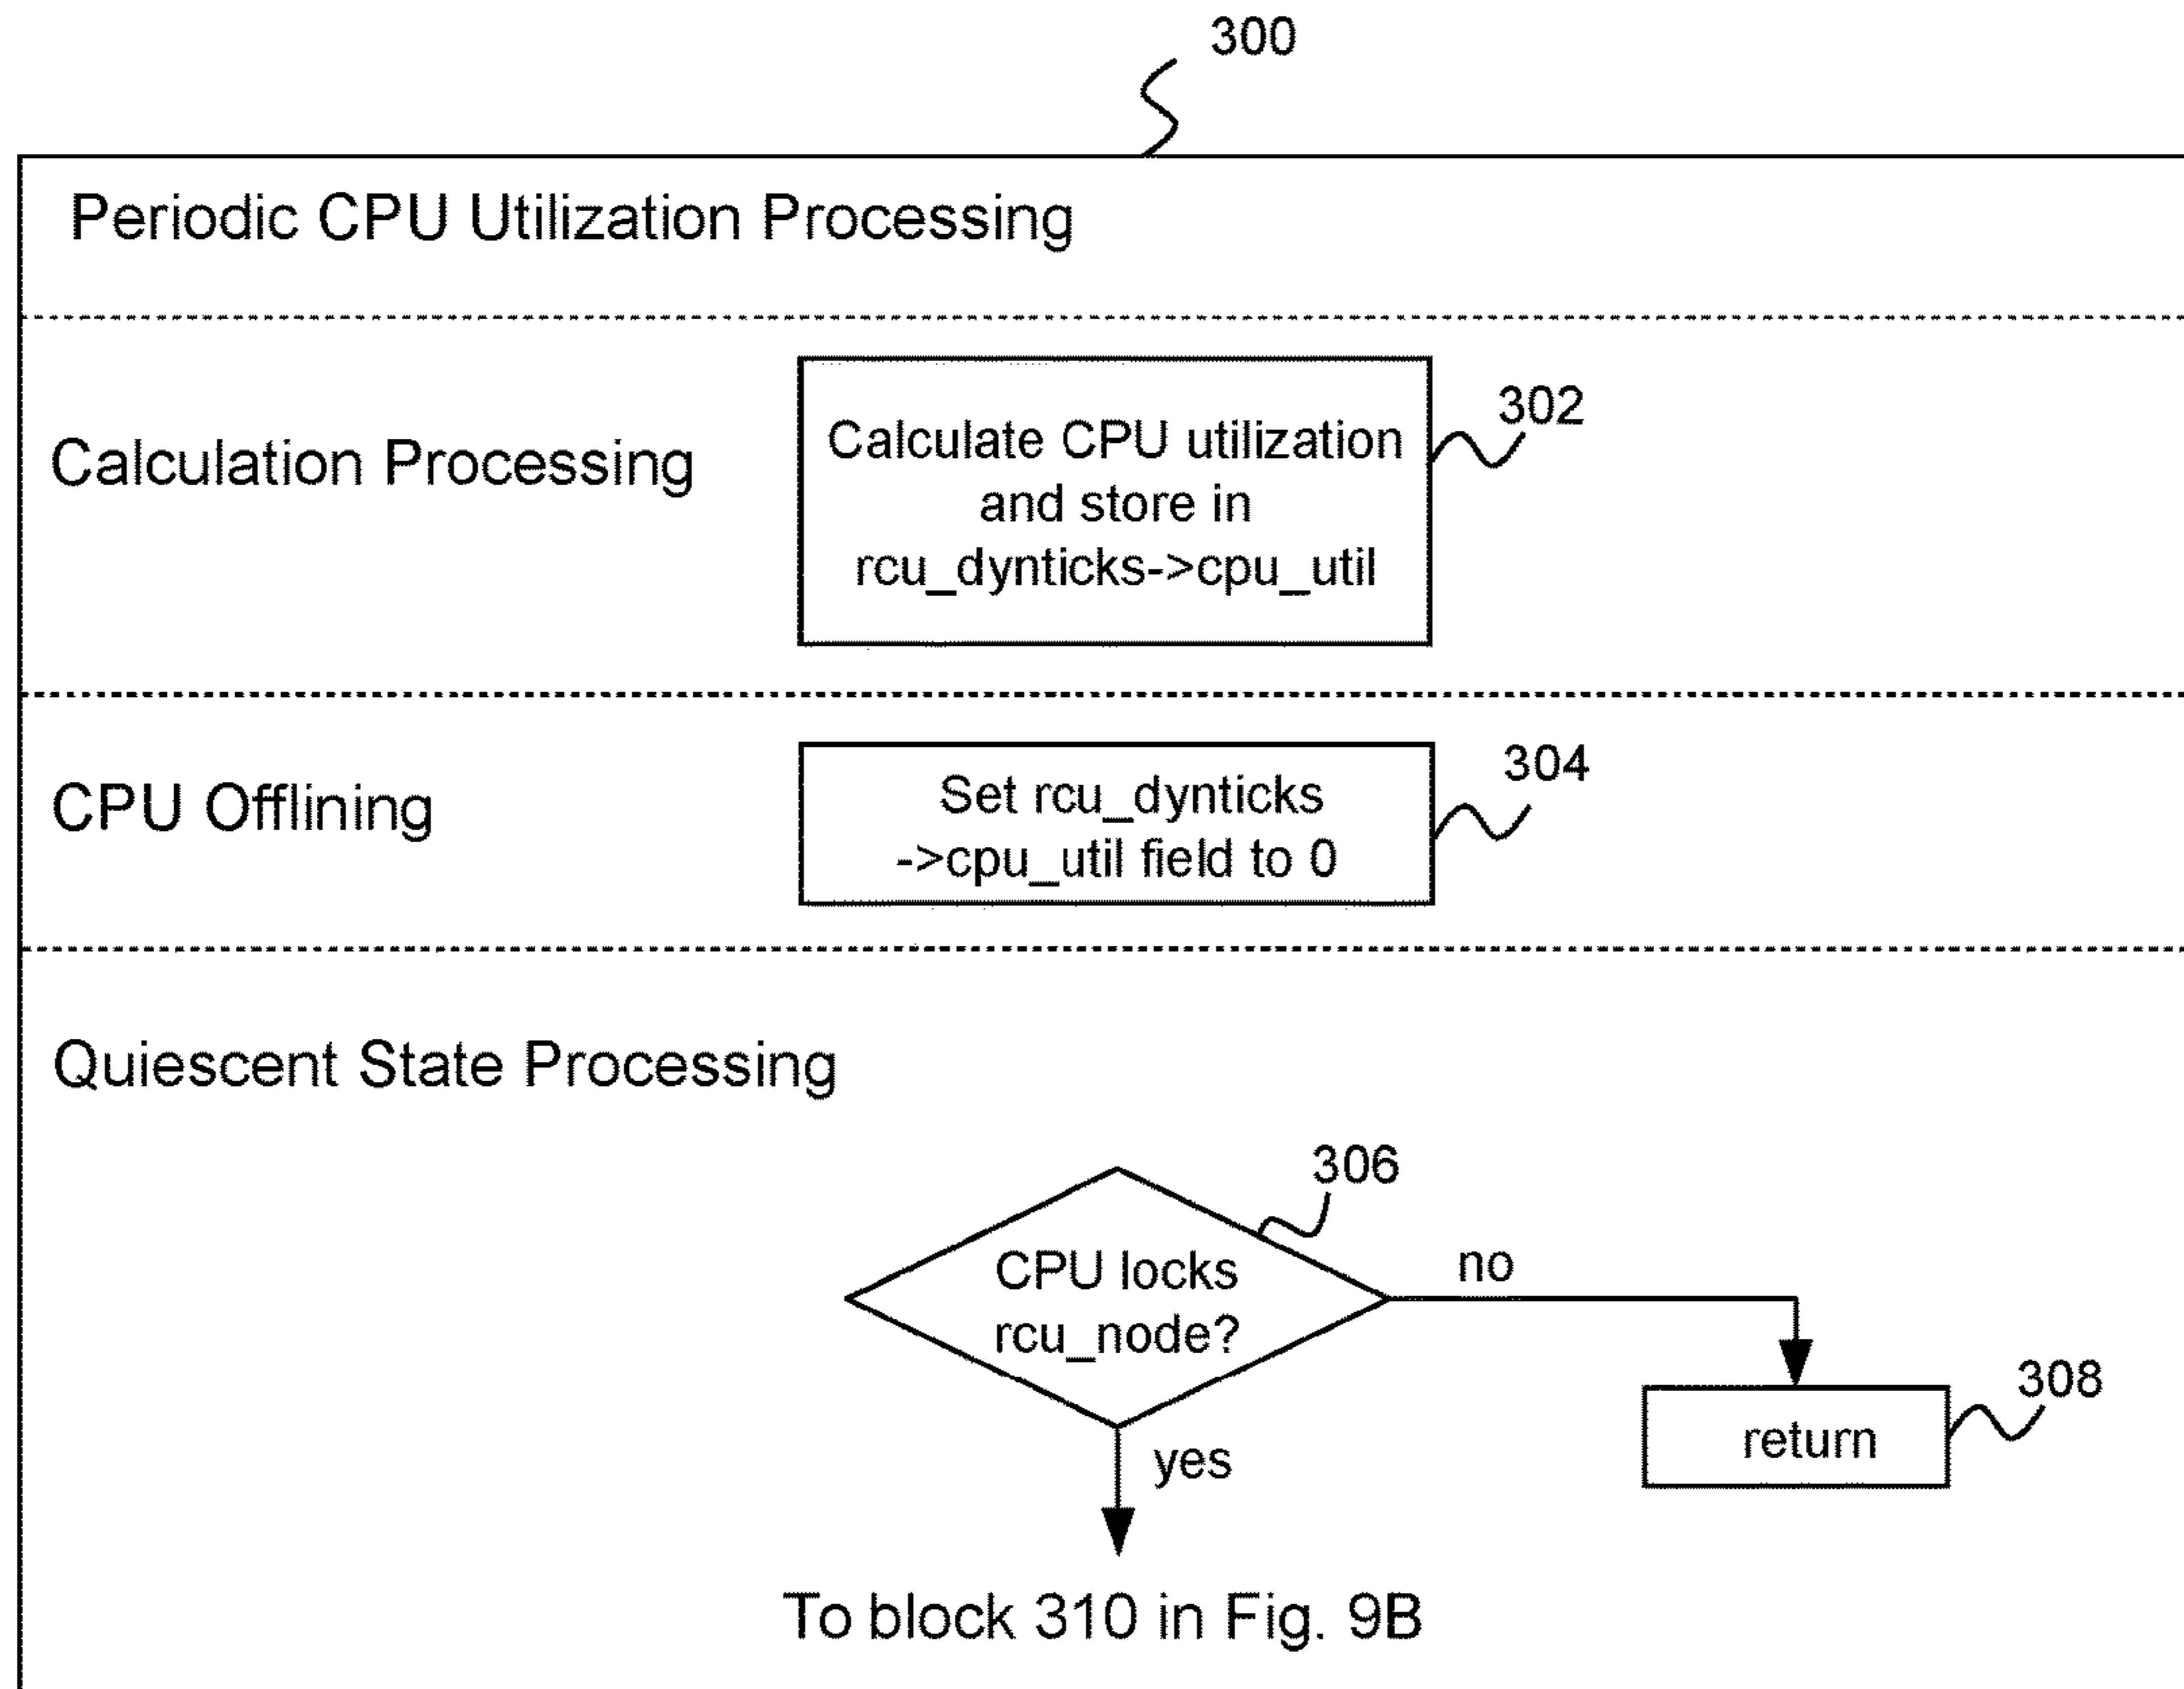 300
Periodic CPU Utilization Processing
Calculation Processing
Calculate CPU utilization
and store in
rcu_dynticks->cpu_util
302
CPU Offlining
Set rcu_dynticks
->cpu_util field to 0
304
Quiescent State Processing
306
CPU locks
rcu_node?
no
308
return
yes
To block 310 in Fig. 9B